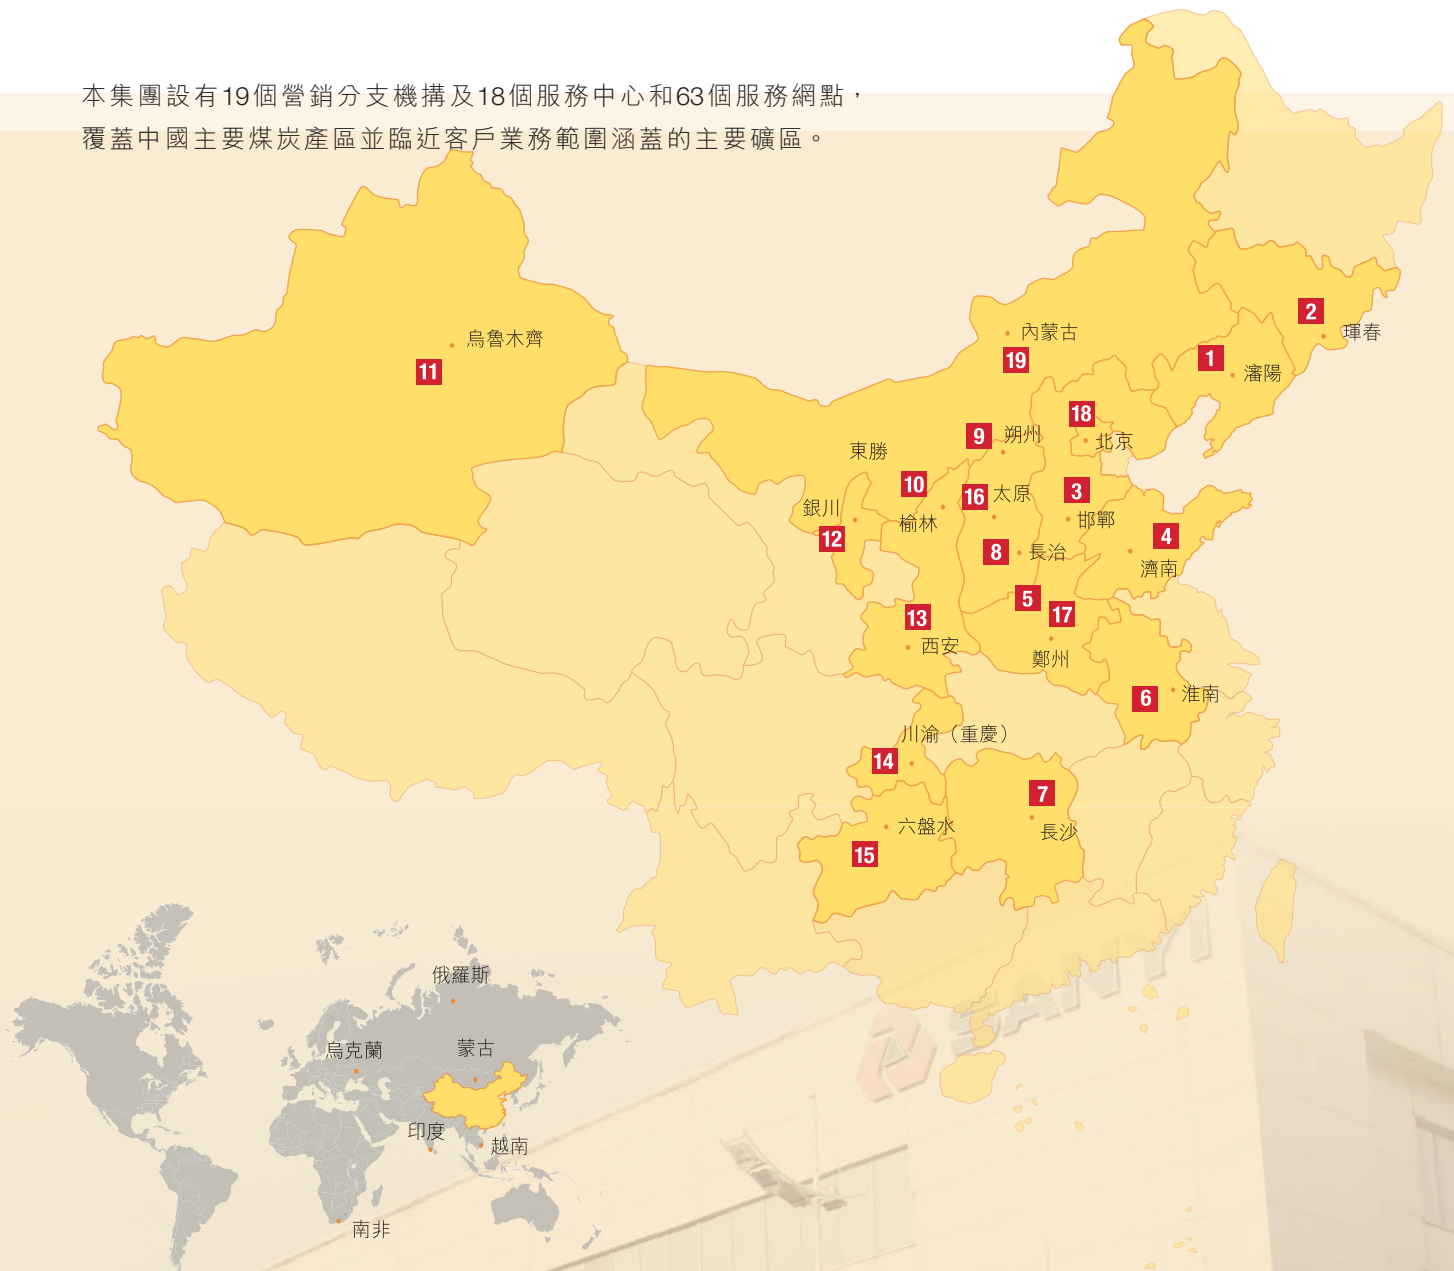 本集團設有19個營銷分支機搆及18個服務中心和63個服務網點，
覆蓋中國主要煤炭產區並臨近客戶業務範圍涵蓋的主要礦區。
2
內蒙古
琿春
烏魯木齊
19
1
11
瀋陽
18
9
朔州
北京
東勝
10
16
太原
3
銀川
榆林
邯鄲
12
8
長治
4
濟南
5
17
13
西安
鄭州
6
淮南
川渝（重慶）
14
7
六盤水
長沙
15
SANY
俄羅斯
烏克蘭
蒙古
印度
越南
南非